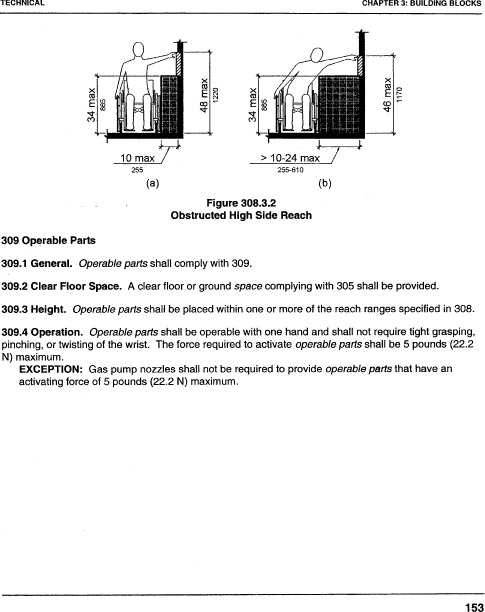 TECHNICAL
CHAPTER 3: BUILDING BLOCKS
34 max
865
48 max
1220
34 max
865
46 max
1170
10 max
255
> 10-24 max
255-610
(a)
(b)
Figure 308.3.2
Obstructed High Side Reach
309 Operable Parts
309.1 General. Operable parts shall comply with 309.
309.2 Clear Floor Space. A clear floor or ground space complying with 305 shall be provided.
309.3 Height. Operable parts shall be placed within one or more of the reach ranges specified in 308.
309.4 Operation. Operable parts shall be operable with one hand and shall not require tight grasping,
pinching, or twisting of the wrist. The force required to activate operable parts shall be 5 pounds (22.2
N) maximum.
EXCEPTION: Gas pump nozzles shall not be required to provide operable parts that have an
activating force of 5 pounds (22.2 N) maximum.
153